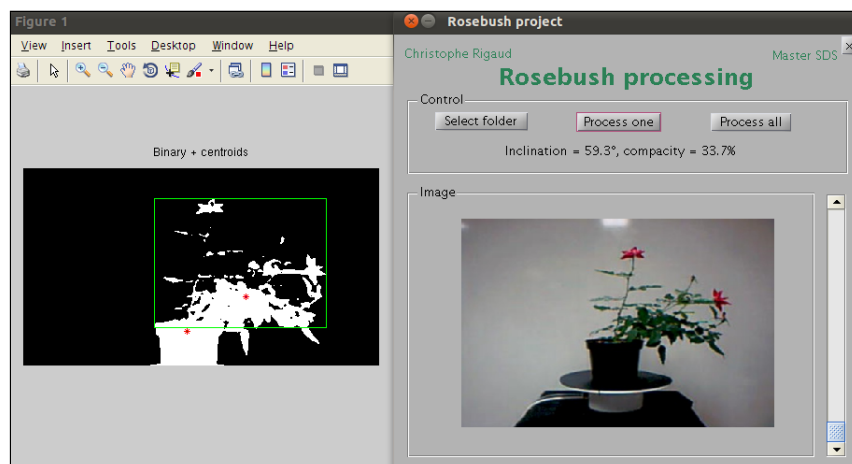 Figure 1
View Insert Tools Desktop Window Help
Binary + centroids
Rosebush project
Christophe Rigaud
Master SDS
Rosebush processing
Control
Select folder
Process one
Process all
Inclination = 59.3°, compacity = 33.7%
Image